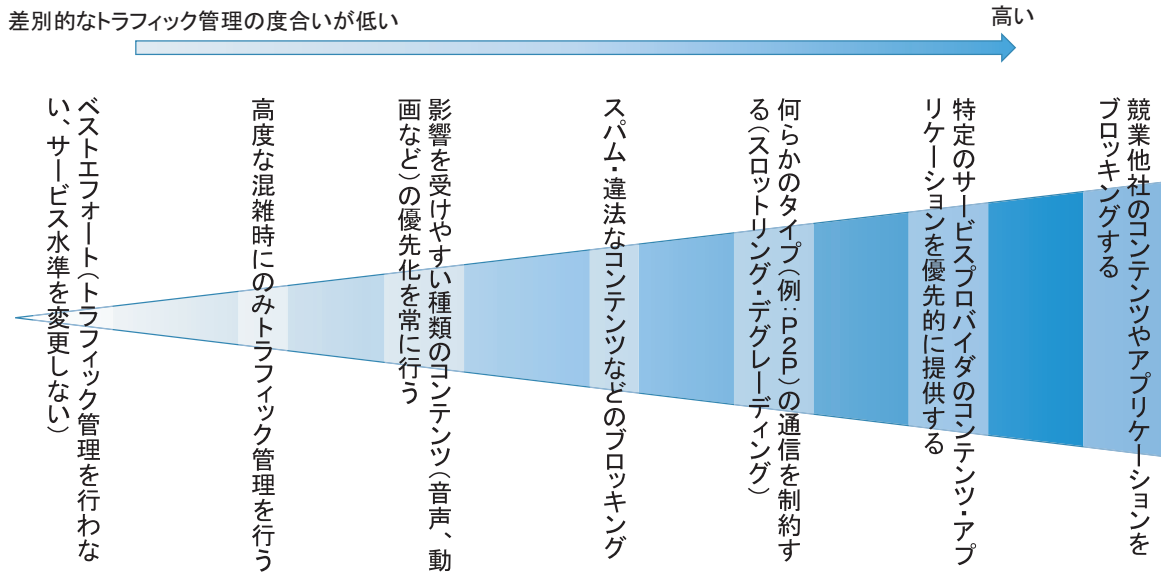 差別的なトラフィック管理の度合いが低い
高い
ベストエフォート(トラフィック管理を行わな
い、サービス水準を変更しない)
高度な混雑時にのみトラフィック管理を行う
影響を受けやすい種類のコンテンツ(音声、動
画など)の優先化を常に行う
スパム・違法なコンテンツなどのブロッキング
何らかのタイプ(例:P2P)の通信を制約す
る(スロットリング・デグレーディング)
特定のサービスプロバイダのコンテンツ・アプ
リケーションを優先的に提供する
競業他社のコンテンツやアプリケーションを
ブロッキングする